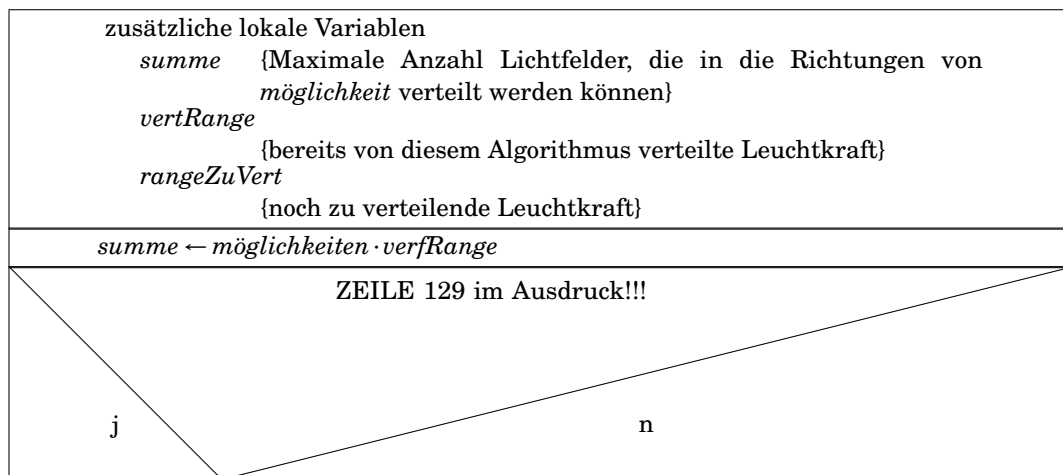 zusätzliche lokale Variablen
summe {Maximale Anzahl Lichtfelder, die in die Richtungen von
möglichkeit verteilt werden können}
vertRange
{bereits von diesem Algorithmus verteilte Leuchtkraft}
rangeZuVert
{noch zu verteilende Leuchtkraft}
summe ← möglichkeiten · verfRange
ZEILE 129 im Ausdruck!!!
j n